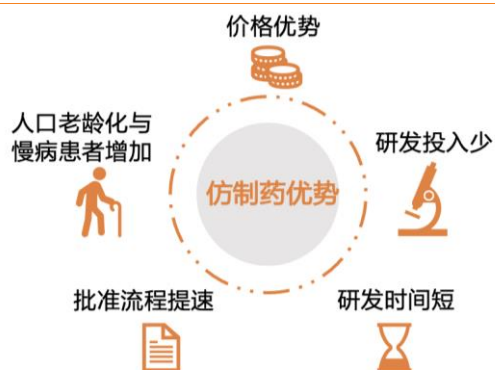 价格优势
人口老龄化与
慢病患者增加
研发投入少
仿制药优势
批准流程提速
研发时间短